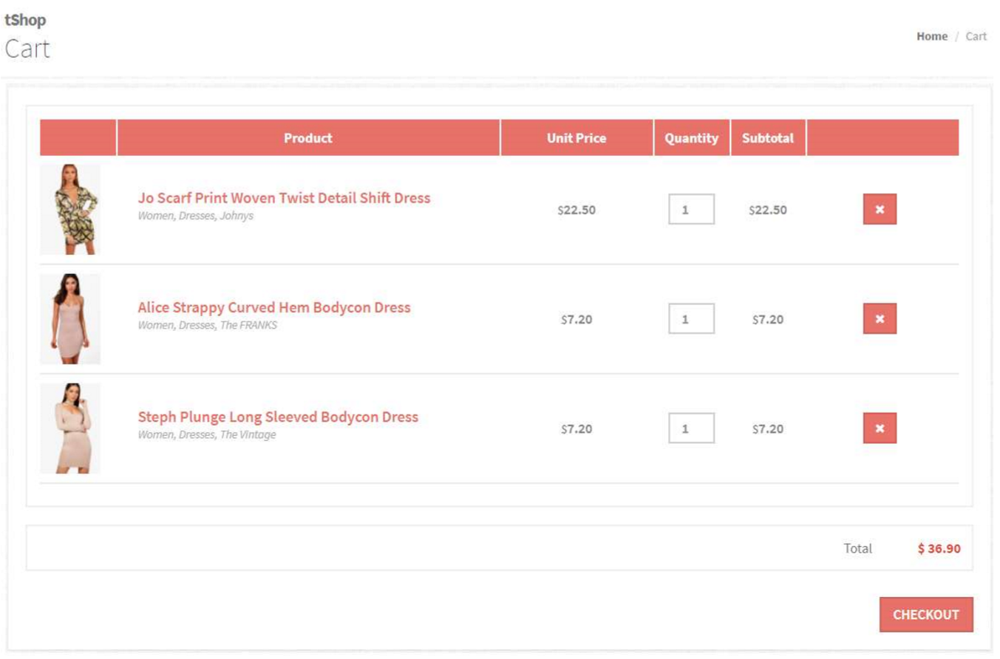 tShop
Cart
Home / Cart
Product Unit Price Quantity Subtotal
Jo Scarf Print Woven Twist Detail Shift Dress
Women, Dresses, Johnys
$22.50 1 $22.50
Alice Strappy Curved Hem Bodycon Dress
Women, Dresses, The FRANKS
$7.20 1 $7.20
Steph Plunge Long Sleeved Bodycon Dress
Women, Dresses, The Vintage
$7.20 1 $7.20
Total $ 36.90
CHECKOUT